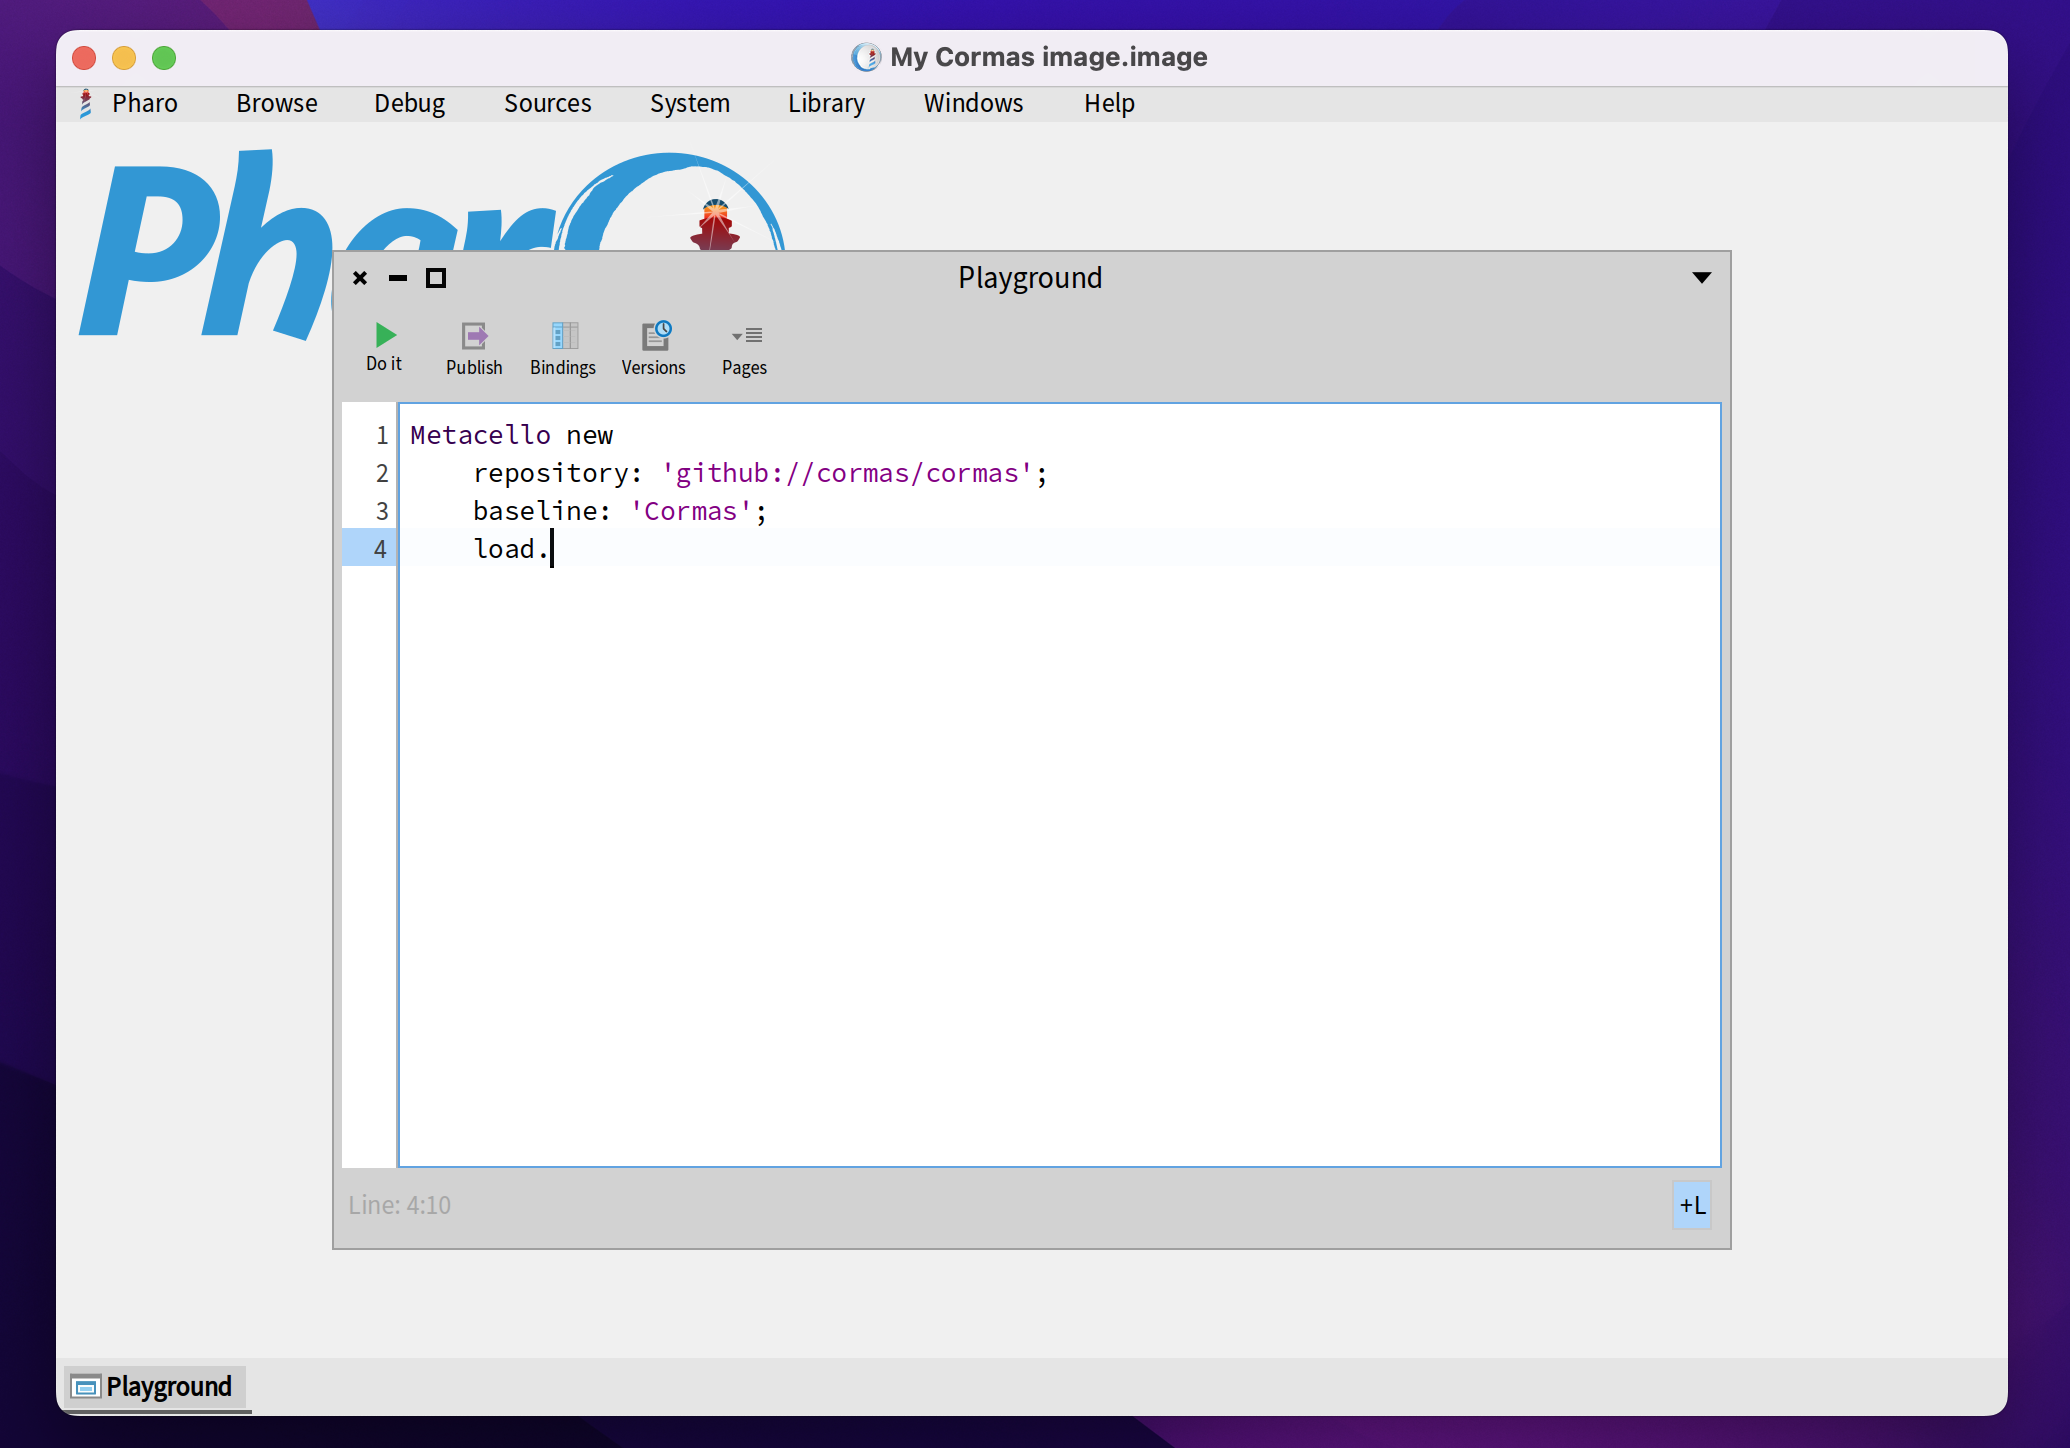 My Cormas image.image
Pharo Browse Debug Sources System Library Windows Help
Pharo
Playground
Do it Publish Bindings Versions Pages
1 Metacello new
2 repository: 'github://cormas/cormas';
3 baseline: 'Cormas';
4 load.
Line: 4:10 +L
Playground